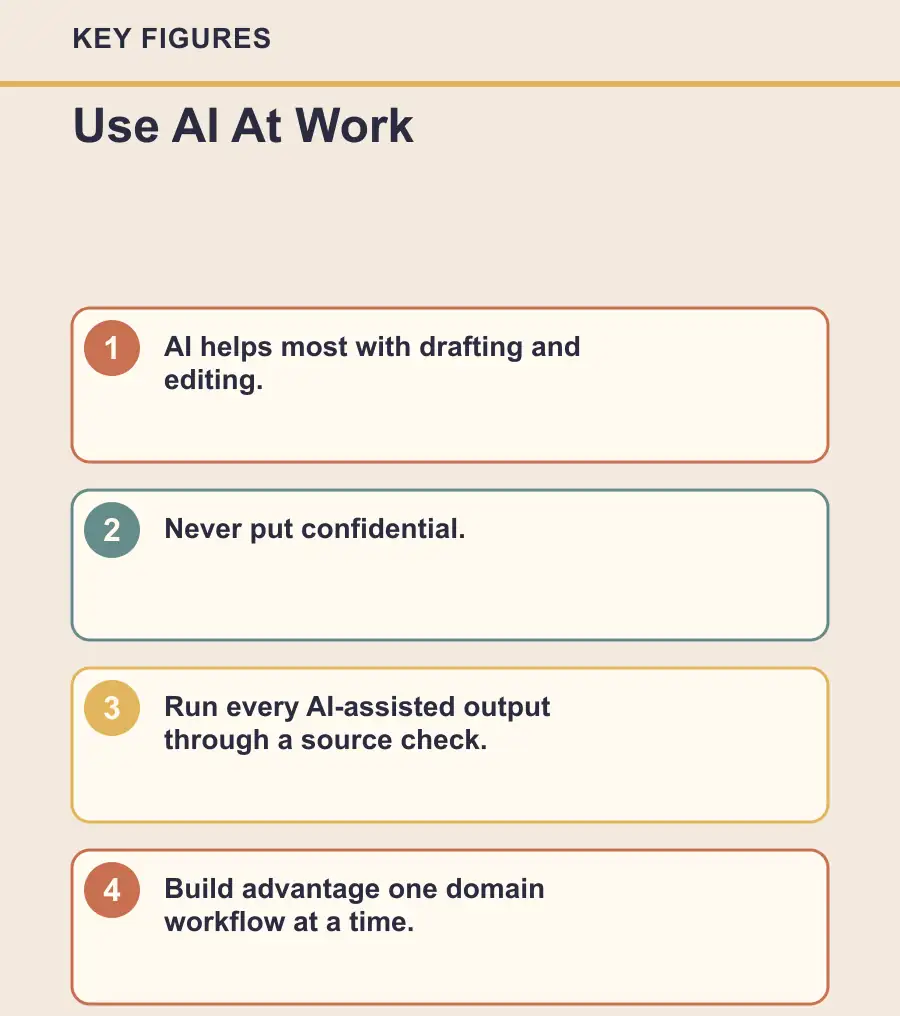 KEY FIGURES
Use AI At Work
1
AI helps most with drafting and
editing.
2
Never put confidential.
3
Run every AI-assisted output
through a source check.
4
Build advantage one domain
workflow at a time.